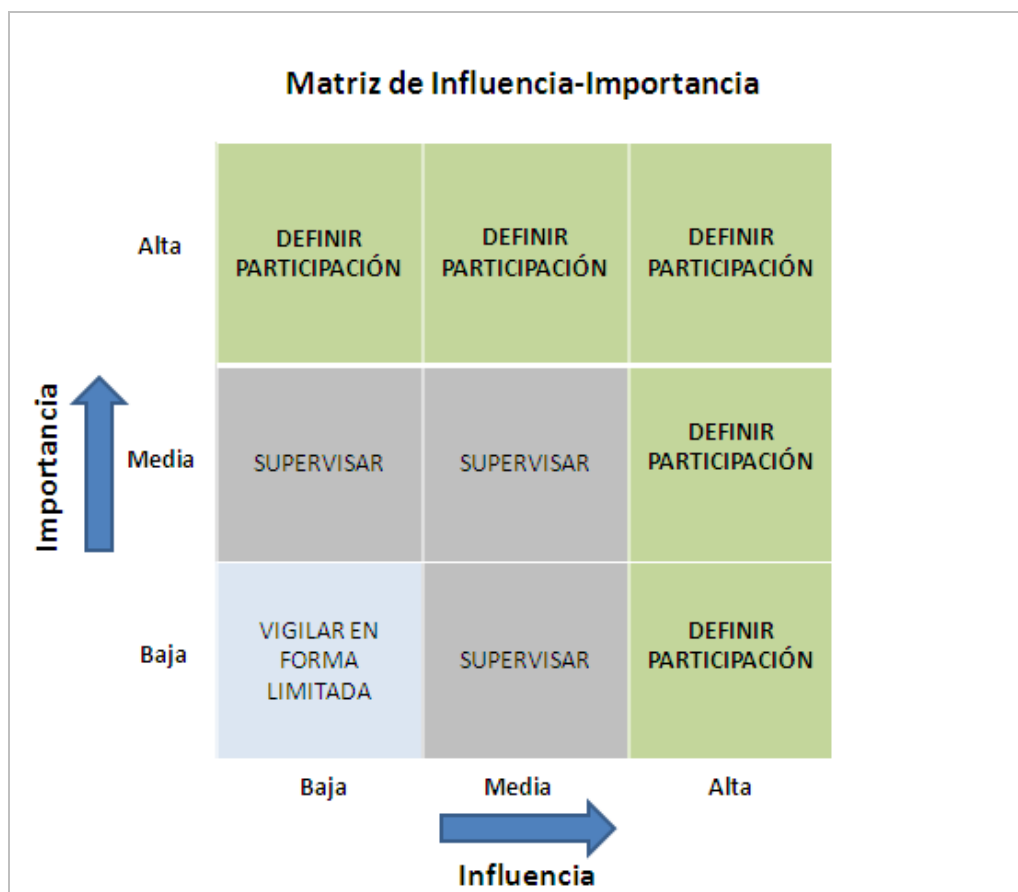 Matriz de Influencia-Importancia
Alta
DEFINIR
PARTICIPACIÓN
DEFINIR
PARTICIPACIÓN
DEFINIR
PARTICIPACIÓN
Importancia
Media
SUPERVISAR
SUPERVISAR
DEFINIR
PARTICIPACIÓN
Baja
VIGILAR EN
FORMA
LIMITADA
SUPERVISAR
DEFINIR
PARTICIPACIÓN
Baja
Media
Alta
Influencia